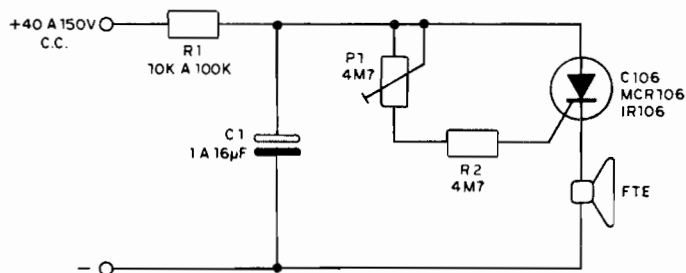 +40 A 150V
C.C.
R1
10K A 100K
P1
4M7
C106
MCR106
IR106
C1
1 A 16µF
R2
4M7
FTE
–